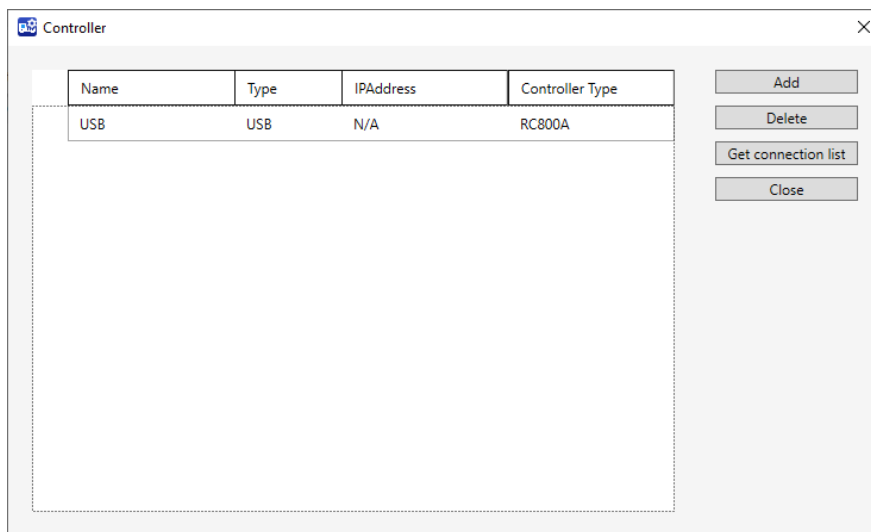 Controller
Name Type IPAddress Controller Type
USB USB N/A RC800A
Add
Delete
Get connection list
Close